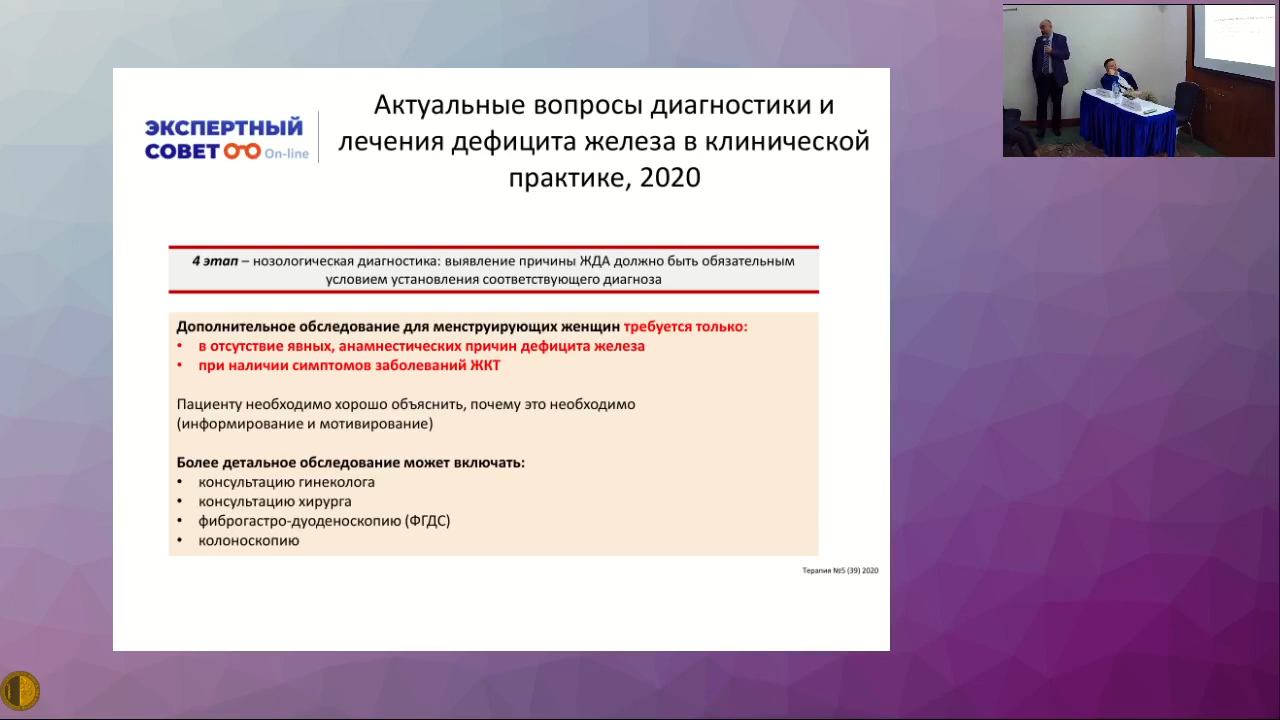 ЭКСПЕРТНЫЙ
СОВЕТ On-line
Актуальные вопросы диагностики и
лечения дефицита железа в клинической
практике, 2020
4 этап – нозологическая диагностика: выявление причины ЖДА должно быть обязательным
условием установления соответствующего диагноза
Дополнительное обследование для менструирующих женщин требуется только:
• в отсутствие явных, анамнестических причин дефицита железа
• при наличии симптомов заболеваний ЖКТ
Пациенту необходимо хорошо объяснить, почему это необходимо
(информирование и мотивирование)
Более детальное обследование может включать:
• консультацию гинеколога
• консультацию хирурга
• фиброгастро-дуоденоскопию (ФГДС)
• колоноскопию
Терапия №5 (39) 2020